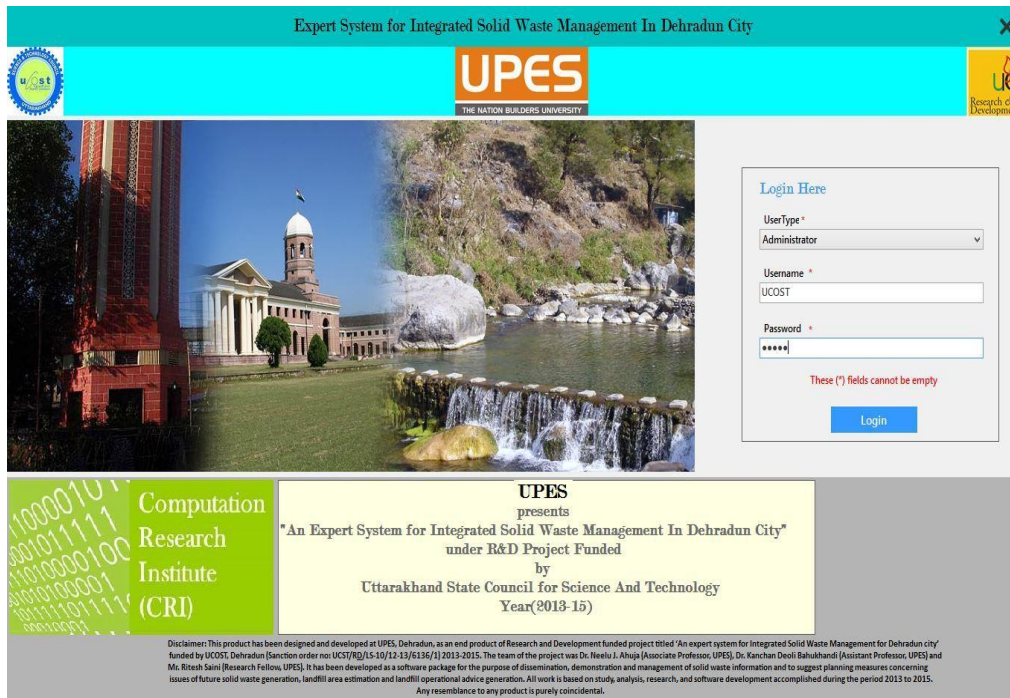 Expert System for Integrated Solid Waste Management In Dehradun City
UPES
THE NATION BUILDERS UNIVERSITY
Login Here
UserType *
Administrator
Username *
UCOST
Password *
These (*) fields cannot be empty
Login
Computation
Research
Institute
(CRI)
UPES
presents
"An Expert System for Integrated Solid Waste Management In Dehradun City"
under R&D Project Funded
by
Uttarakhand State Council for Science And Technology
Year(2013-15)
Disclaimer: This product has been designed and developed at UPES, Dehradun, as an end product of Research and Development funded project titled 'An expert system for Integrated Solid Waste Management for Dehradun city'
funded by UCOST, Dehradun (Sanction order no: UCST/RD/LS-10/12-13/6136/1) 2013-2015. The team of the project was Dr. Neelu J. Ahuja (Associate Professor, UPES), Dr. Kanchan Deoli Bahukhandi (Assistant Professor, UPES) and
Mr. Ritesh Saini (Research Fellow, UPES). It has been developed as a software package for the purpose of dissemination, demonstration and management of solid waste information and to suggest planning measures concerning
issues of future solid waste generation, landfill area estimation and landfill operational advice generation. All work is based on study, analysis, research, and software development accomplished during the period 2013 to 2015.
Any resemblance to any product is purely coincidental.